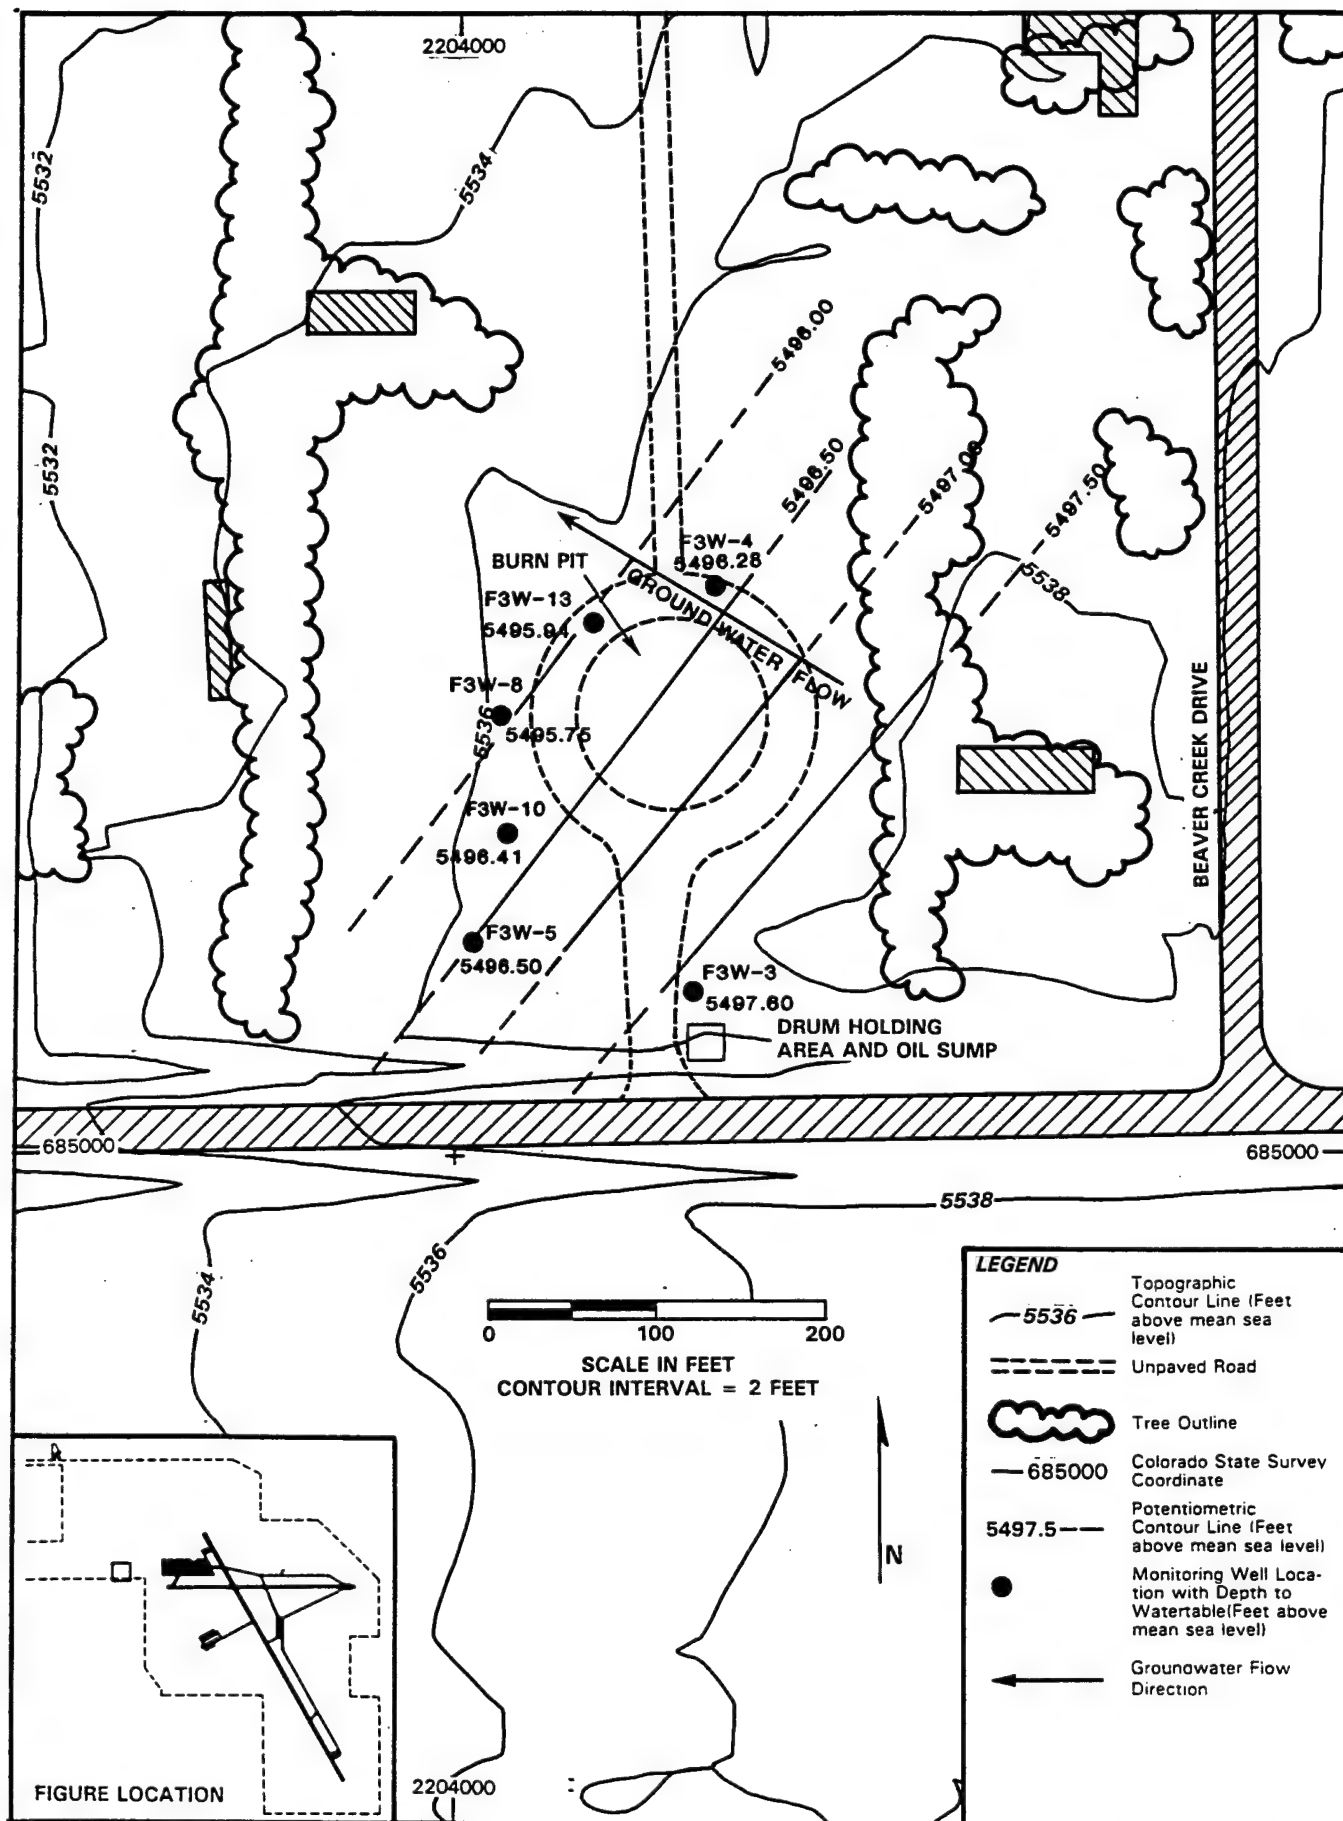 2204000
5532
5534
5496.00
5532
5496.50
5497.00
5497.50
F3W-4
5496.28
BURN PIT
5538
F3W-13
5495.94
GROUND WATER FLOW
F3W-8
5536
5495.75
BEAVER CREEK DRIVE
F3W-10
5496.41
F3W-5
5496.50
F3W-3
5497.60
DRUM HOLDING
AREA AND OIL SUMP
685000
685000
5538
5536
5534
0 100 200
SCALE IN FEET
CONTOUR INTERVAL = 2 FEET
N
LEGEND
5536
Topographic
Contour Line (Feet
above mean sea
level)
Unpaved Road
Tree Outline
685000
Colorado State Survey
Coordinate
5497.5
Potentiometric
Contour Line (Feet
above mean sea level)
Monitoring Well Loca-
tion with Depth to
Watertable(Feet above
mean sea level)
Groundwater Flow
Direction
FIGURE LOCATION
2204000